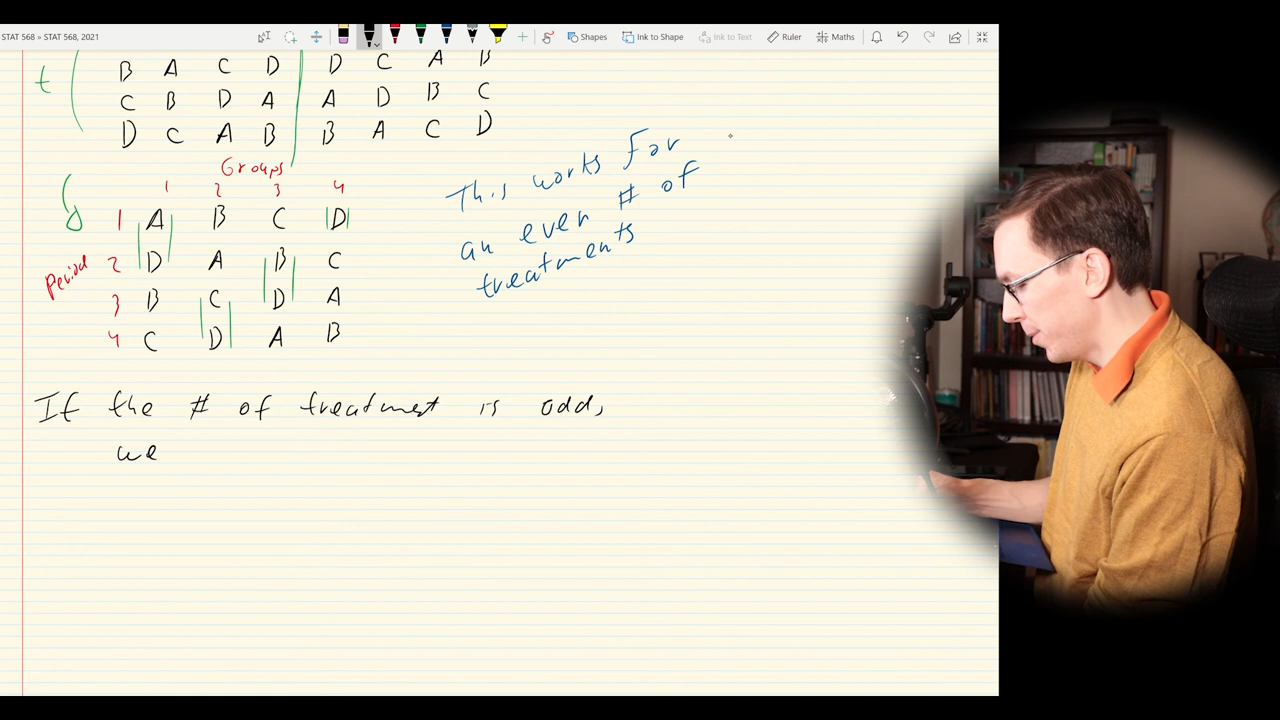 STAT 568 » STAT 568, 2021
Shapes
Ink to Shape
Ink to Text
Ruler
Maths
t
B A C D D C A B
C B D A A D B C
D C A B B A C D
Groups
1 2 3 4
Period
1 A B C D
2 D A B C
3 B C D A
4 C D A B
This works for
an even # of
treatments
If the # of treatmest is odd,
we